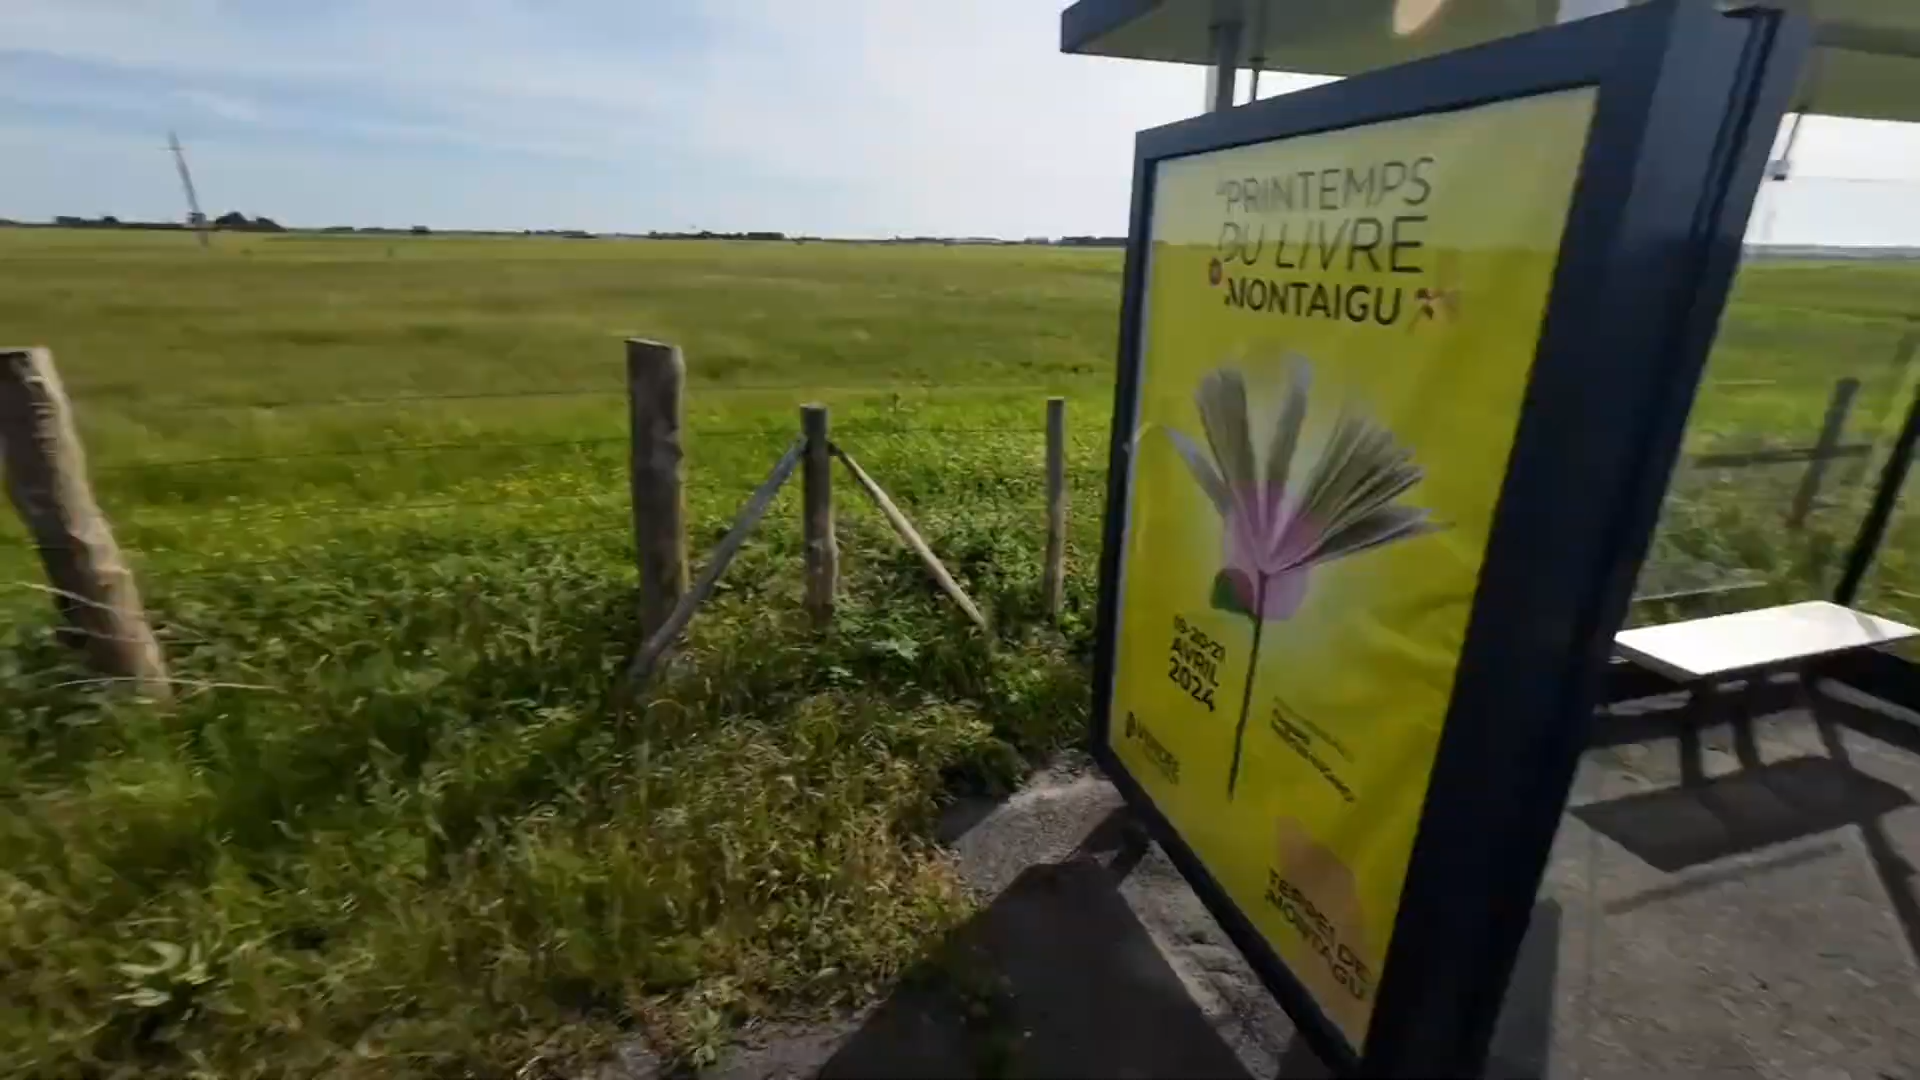 PRINTEMPS
DU LIVRE
MONTAIGU
19·20·21
AVRIL
2024
TERRES DE
MONTAIGU